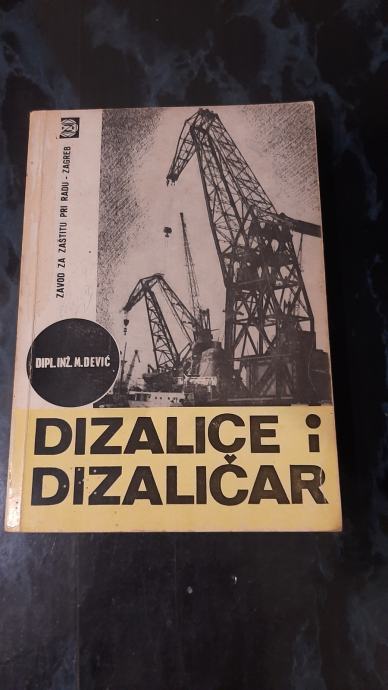 ZAVOD ZA ZAŠTITU PRI RADU - ZAGREB
DIPL. INŽ. M. DEVIĆ
DIZALICE i
DIZALIČAR